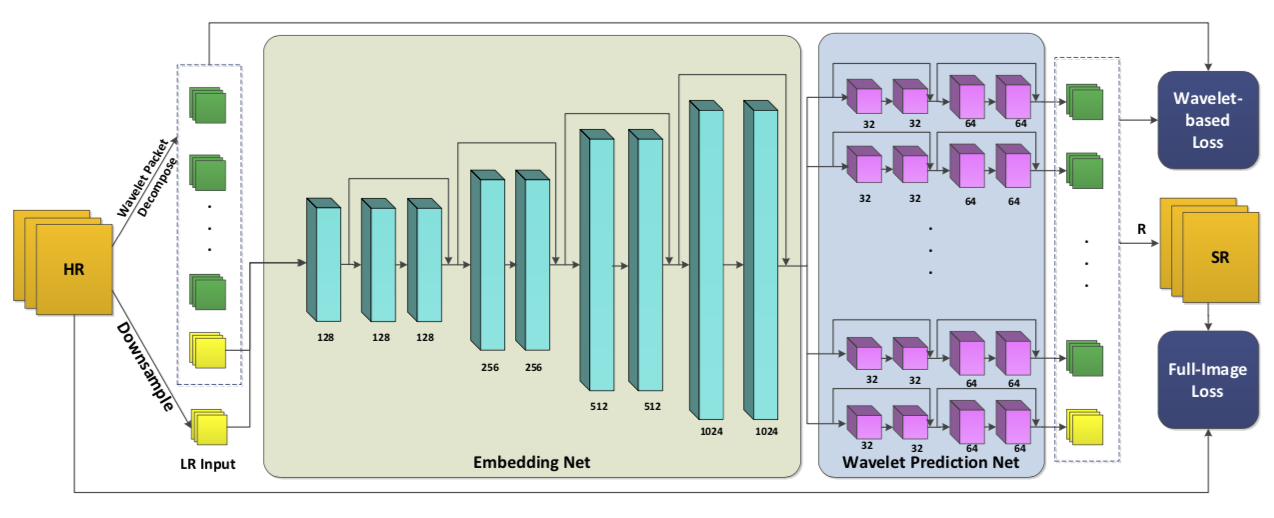 HR
Wavelet Packet
Decompose
Downsample
LR Input
128
128
128
256
256
512
512
1024
1024
Embedding Net
32
32
64
64
32
32
64
64
32
32
64
64
32
32
64
64
Wavelet Prediction Net
Wavelet-
based
Loss
R
SR
Full-Image
Loss